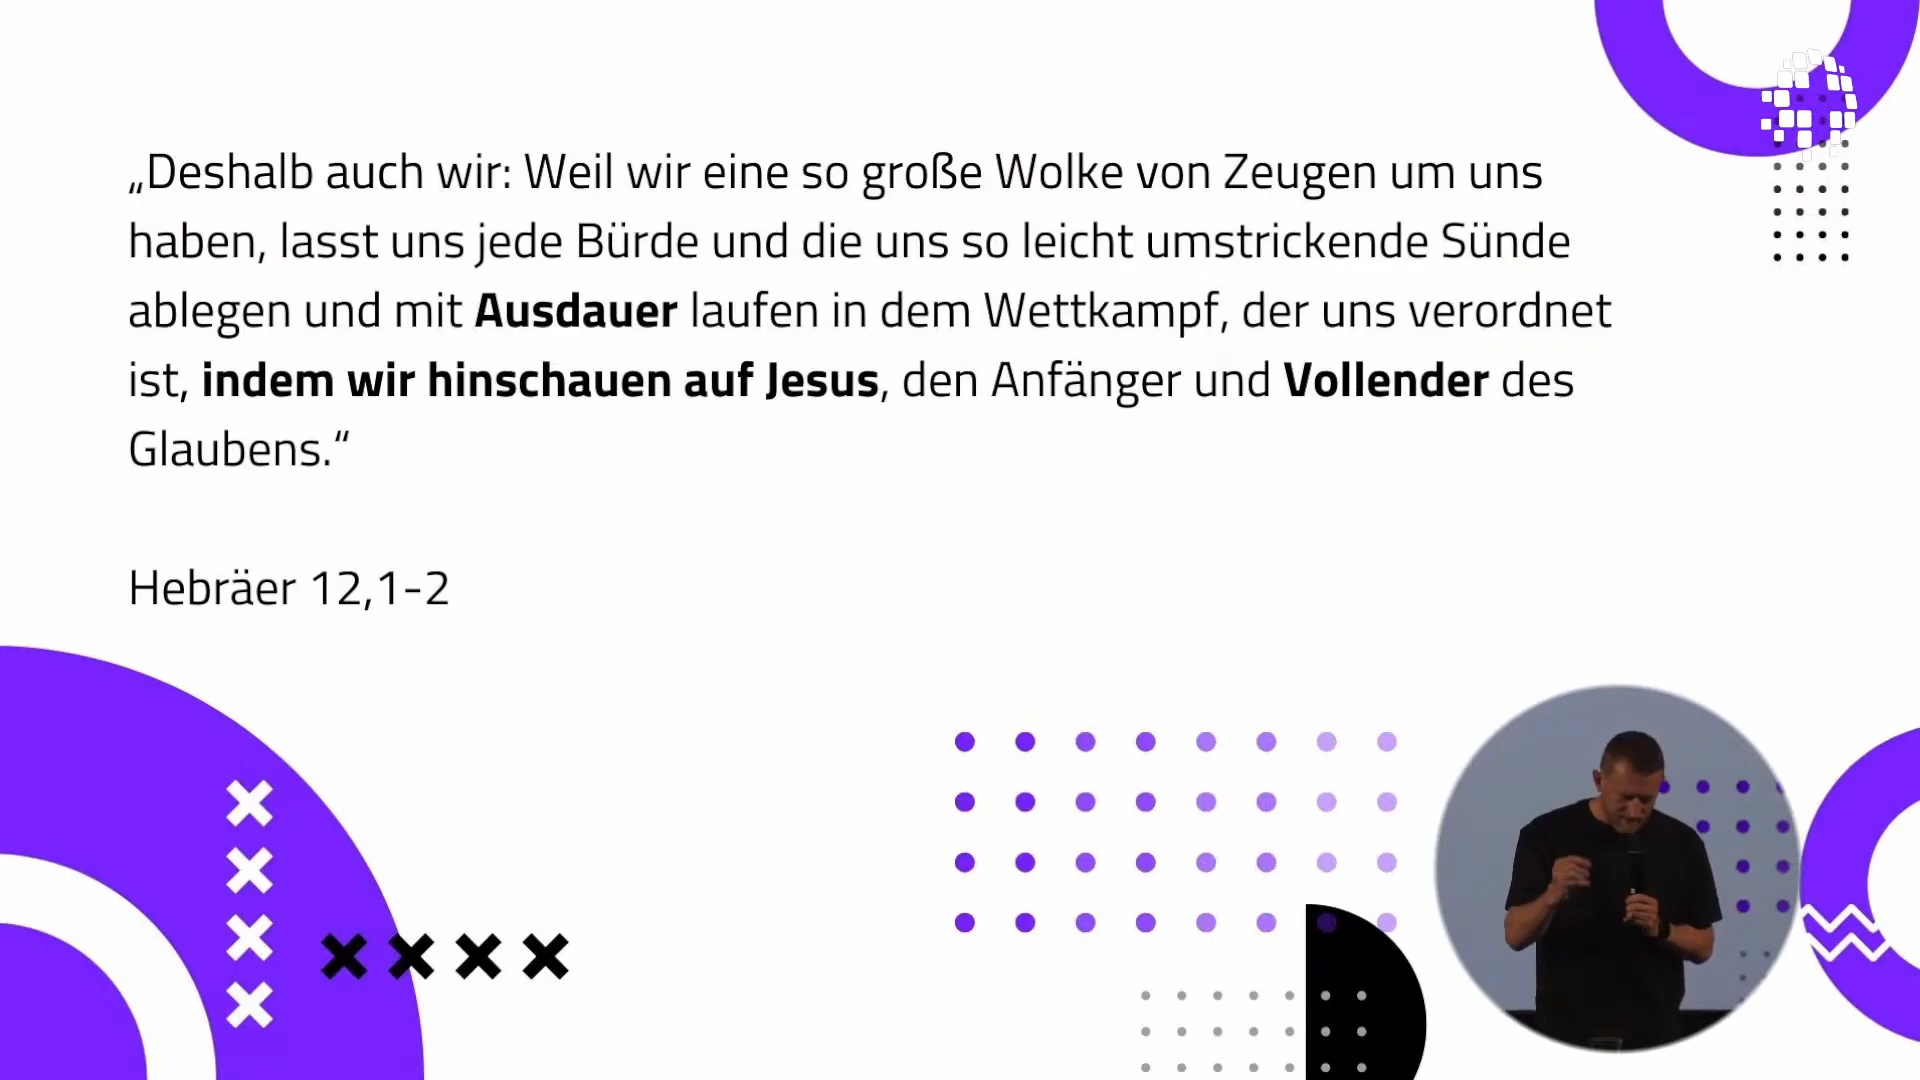 „Deshalb auch wir: Weil wir eine so große Wolke von Zeugen um uns
haben, lasst uns jede Bürde und die uns so leicht umstrickende Sünde
ablegen und mit Ausdauer laufen in dem Wettkampf, der uns verordnet
ist, indem wir hinschauen auf Jesus, den Anfänger und Vollender des
Glaubens.“
Hebräer 12,1-2